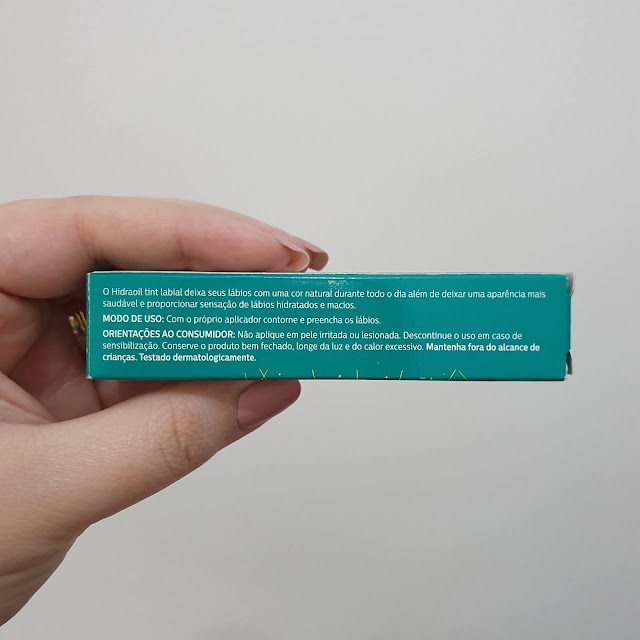 O Hidraoil tint labial deixa seus lábios com uma cor natural durante todo o dia além de deixar uma aparência mais
saudável e proporcionar sensação de lábios hidratados e macios.
MODO DE USO: Com o próprio aplicador contorne e preencha os lábios.
ORIENTAÇÕES AO CONSUMIDOR: Não aplique em pele irritada ou lesionada. Descontinue o uso em caso de
sensibilização. Conserve o produto bem fechado, longe da luz e do calor excessivo. Mantenha fora do alcance de
crianças. Testado dermatologicamente.